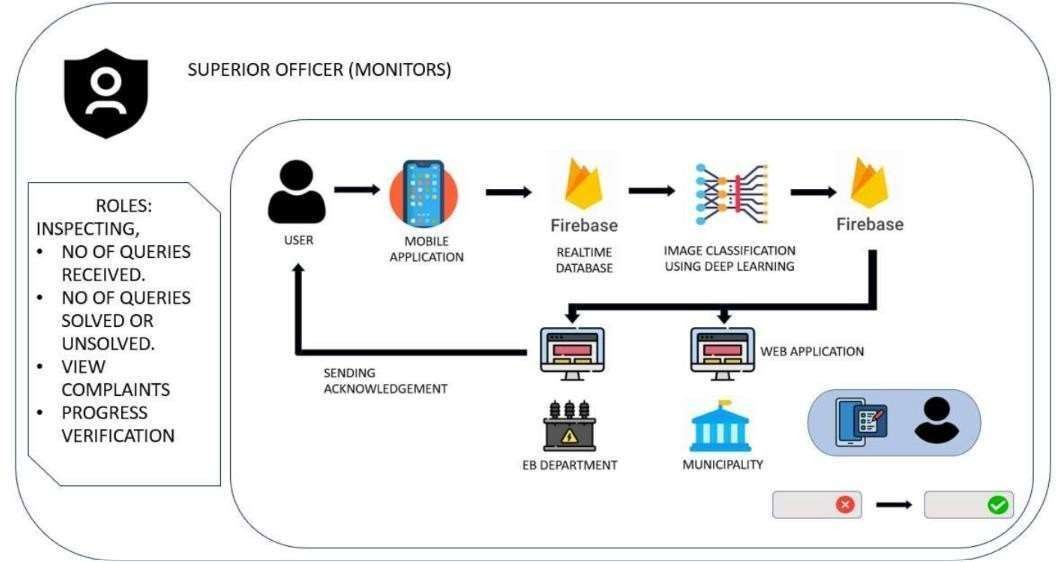 SUPERIOR OFFICER (MONITORS)
ROLES:
INSPECTING,
• NO OF QUERIES
RECEIVED.
• NO OF QUERIES
SOLVED OR
UNSOLVED.
• VIEW
COMPLAINTS
• PROGRESS
VERIFICATION
USER
MOBILE
APPLICATION
Firebase
REALTIME
DATABASE
IMAGE CLASSIFICATION
USING DEEP LEARNING
Firebase
SENDING
ACKNOWLEDGEMENT
WEB APPLICATION
EB DEPARTMENT
MUNICIPALITY